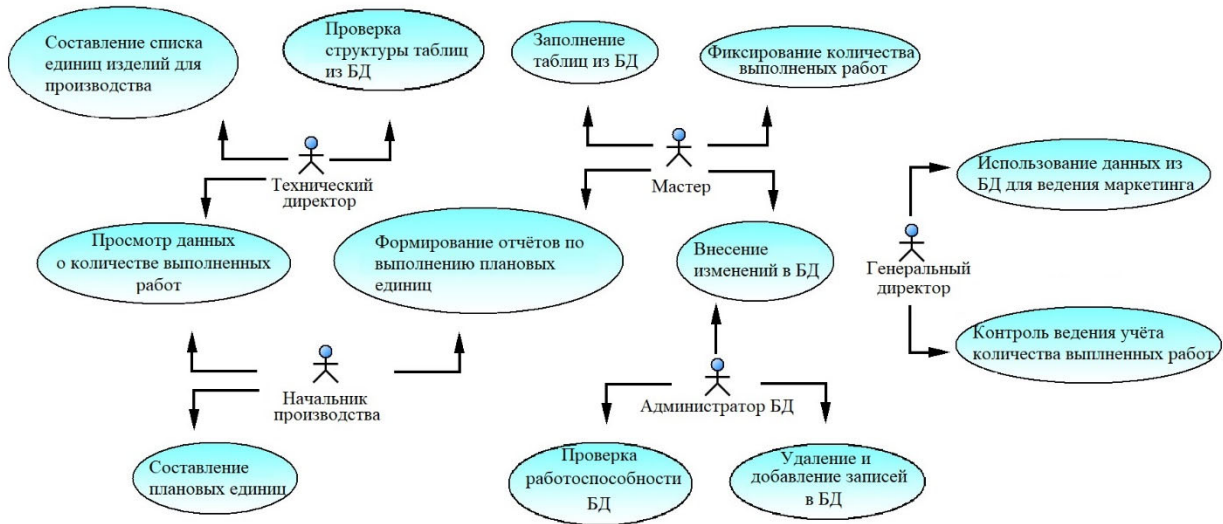 Составление списка
единиц изделий для
производства
Проверка
структуры таблиц
из БД
Заполнение
таблиц из БД
Фиксирование количества
выполненых работ
Технический
директор
Мастер
Использование данных из
БД для ведения маркетинга
Просмотр данных
о количестве выполненных
работ
Формирование отчётов по
выполнению плановых
единиц
Внесение
изменений в БД
Генеральный
директор
Контроль ведения учёта
количества выплненных работ
Начальник
производства
Администратор БД
Составление
плановых единиц
Проверка
работоспособности
БД
Удаление и
добавление записей
в БД